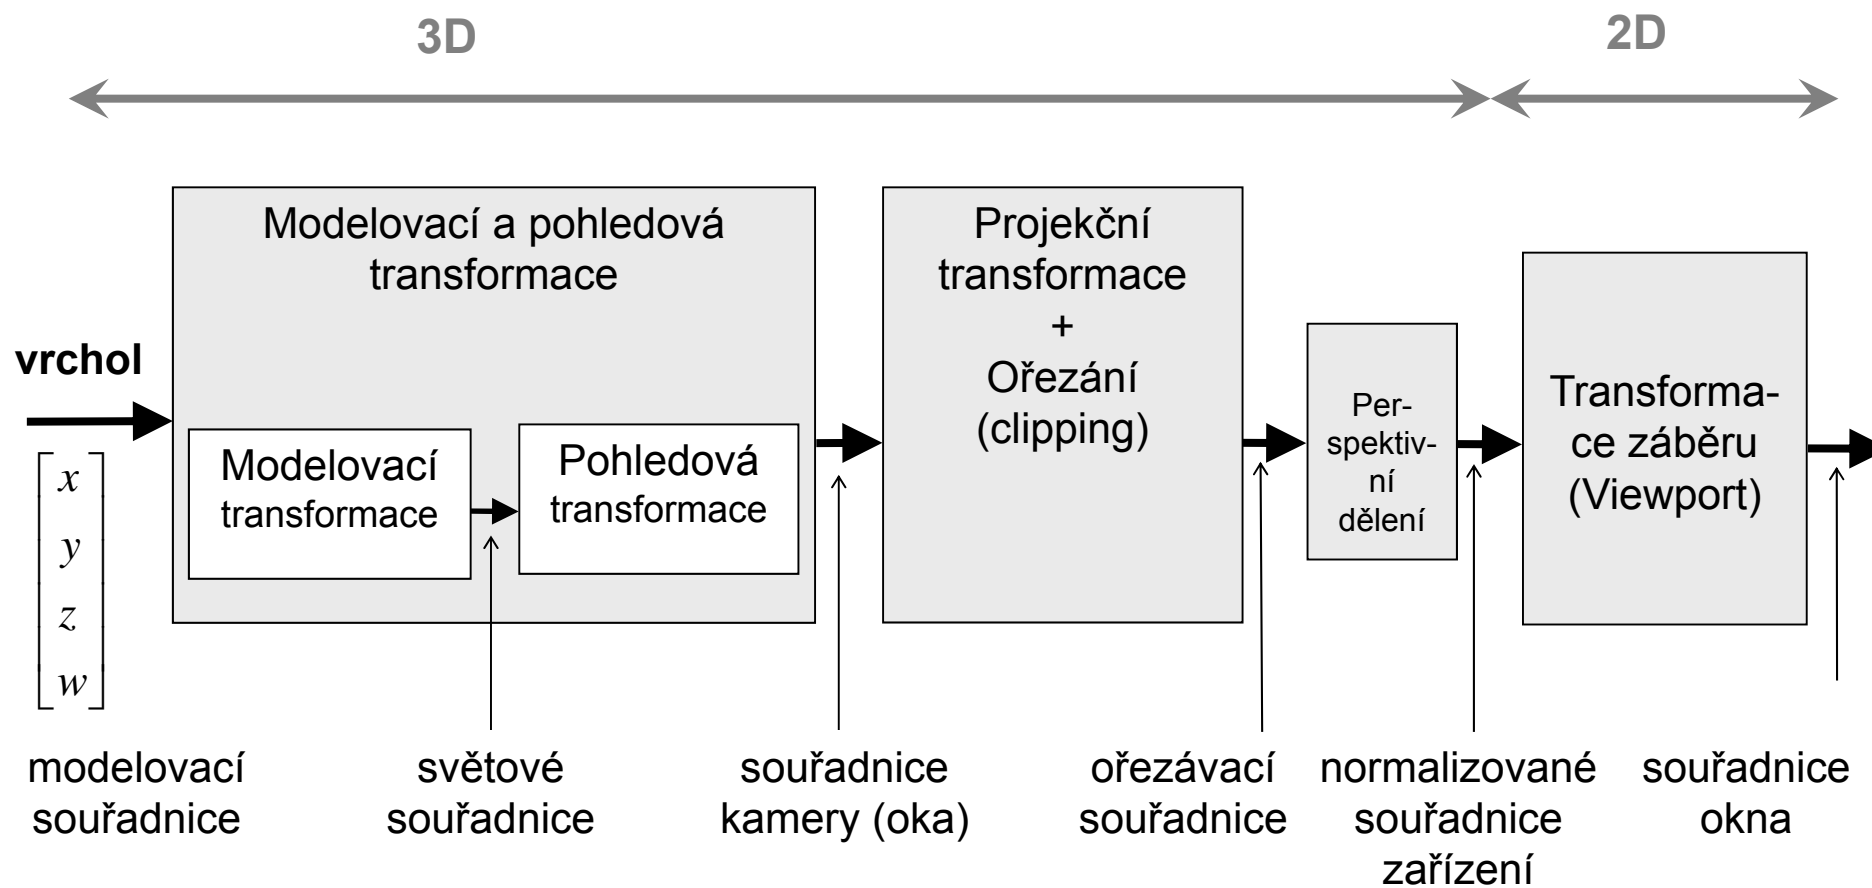 3D
2D
Modelovací a pohledová
transformace
Projekční
transformace
+
Ořezání
(clipping)
vrchol
x
y
z
w
Modelovací
transformace
Pohledová
transformace
Per-
spektiv-
ní
dělení
Transforma-
ce záběru
(Viewport)
modelovací
souřadnice
světové
souřadnice
souřadnice
kamery (oka)
ořezávací
souřadnice
normalizované
souřadnice
zařízení
souřadnice
okna